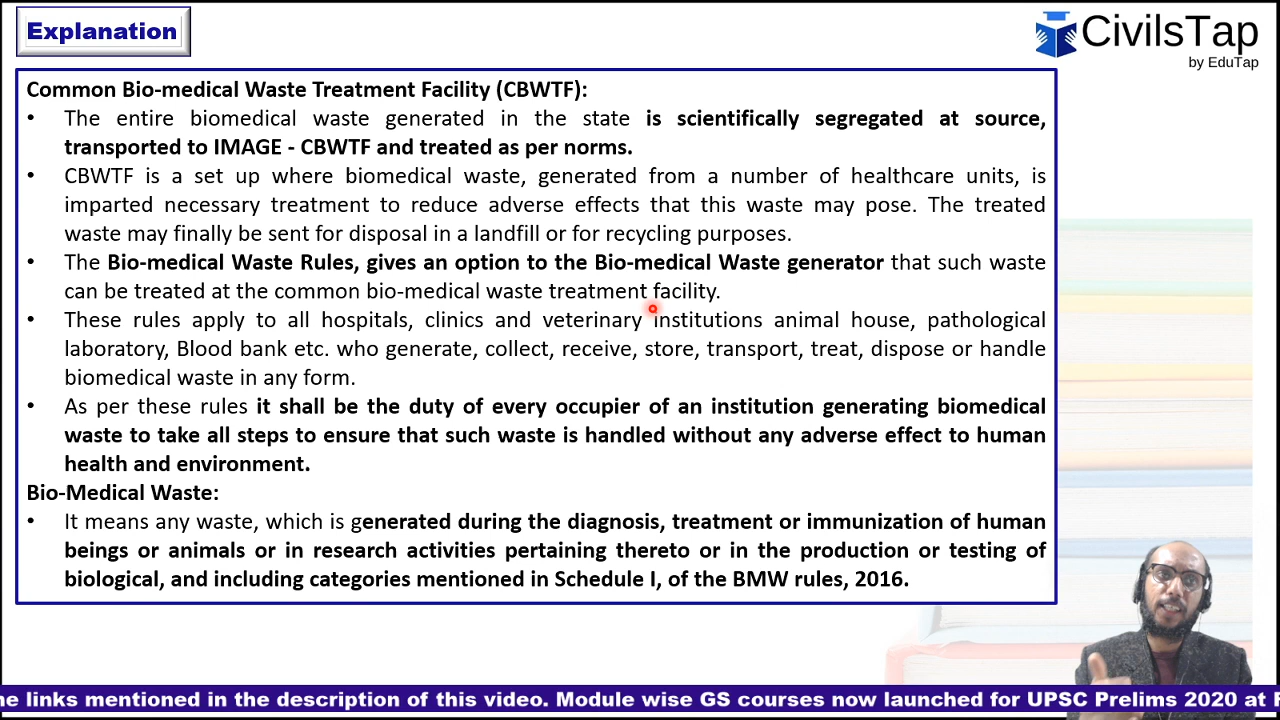 Explanation
CivilsTap
by EduTap
Common Bio-medical Waste Treatment Facility (CBWTF):
• The entire biomedical waste generated in the state is scientifically segregated at source,
transported to IMAGE - CBWTF and treated as per norms.
• CBWTF is a set up where biomedical waste, generated from a number of healthcare units, is
imparted necessary treatment to reduce adverse effects that this waste may pose. The treated
waste may finally be sent for disposal in a landfill or for recycling purposes.
• The Bio-medical Waste Rules, gives an option to the Bio-medical Waste generator that such waste
can be treated at the common bio-medical waste treatment facility.
• These rules apply to all hospitals, clinics and veterinary institutions animal house, pathological
laboratory, Blood bank etc. who generate, collect, receive, store, transport, treat, dispose or handle
biomedical waste in any form.
• As per these rules it shall be the duty of every occupier of an institution generating biomedical
waste to take all steps to ensure that such waste is handled without any adverse effect to human
health and environment.
Bio-Medical Waste:
• It means any waste, which is generated during the diagnosis, treatment or immunization of human
beings or animals or in research activities pertaining thereto or in the production or testing of
biological, and including categories mentioned in Schedule I, of the BMW rules, 2016.
he links mentioned in the description of this video. Module wise GS courses now launched for UPSC Prelims 2020 at